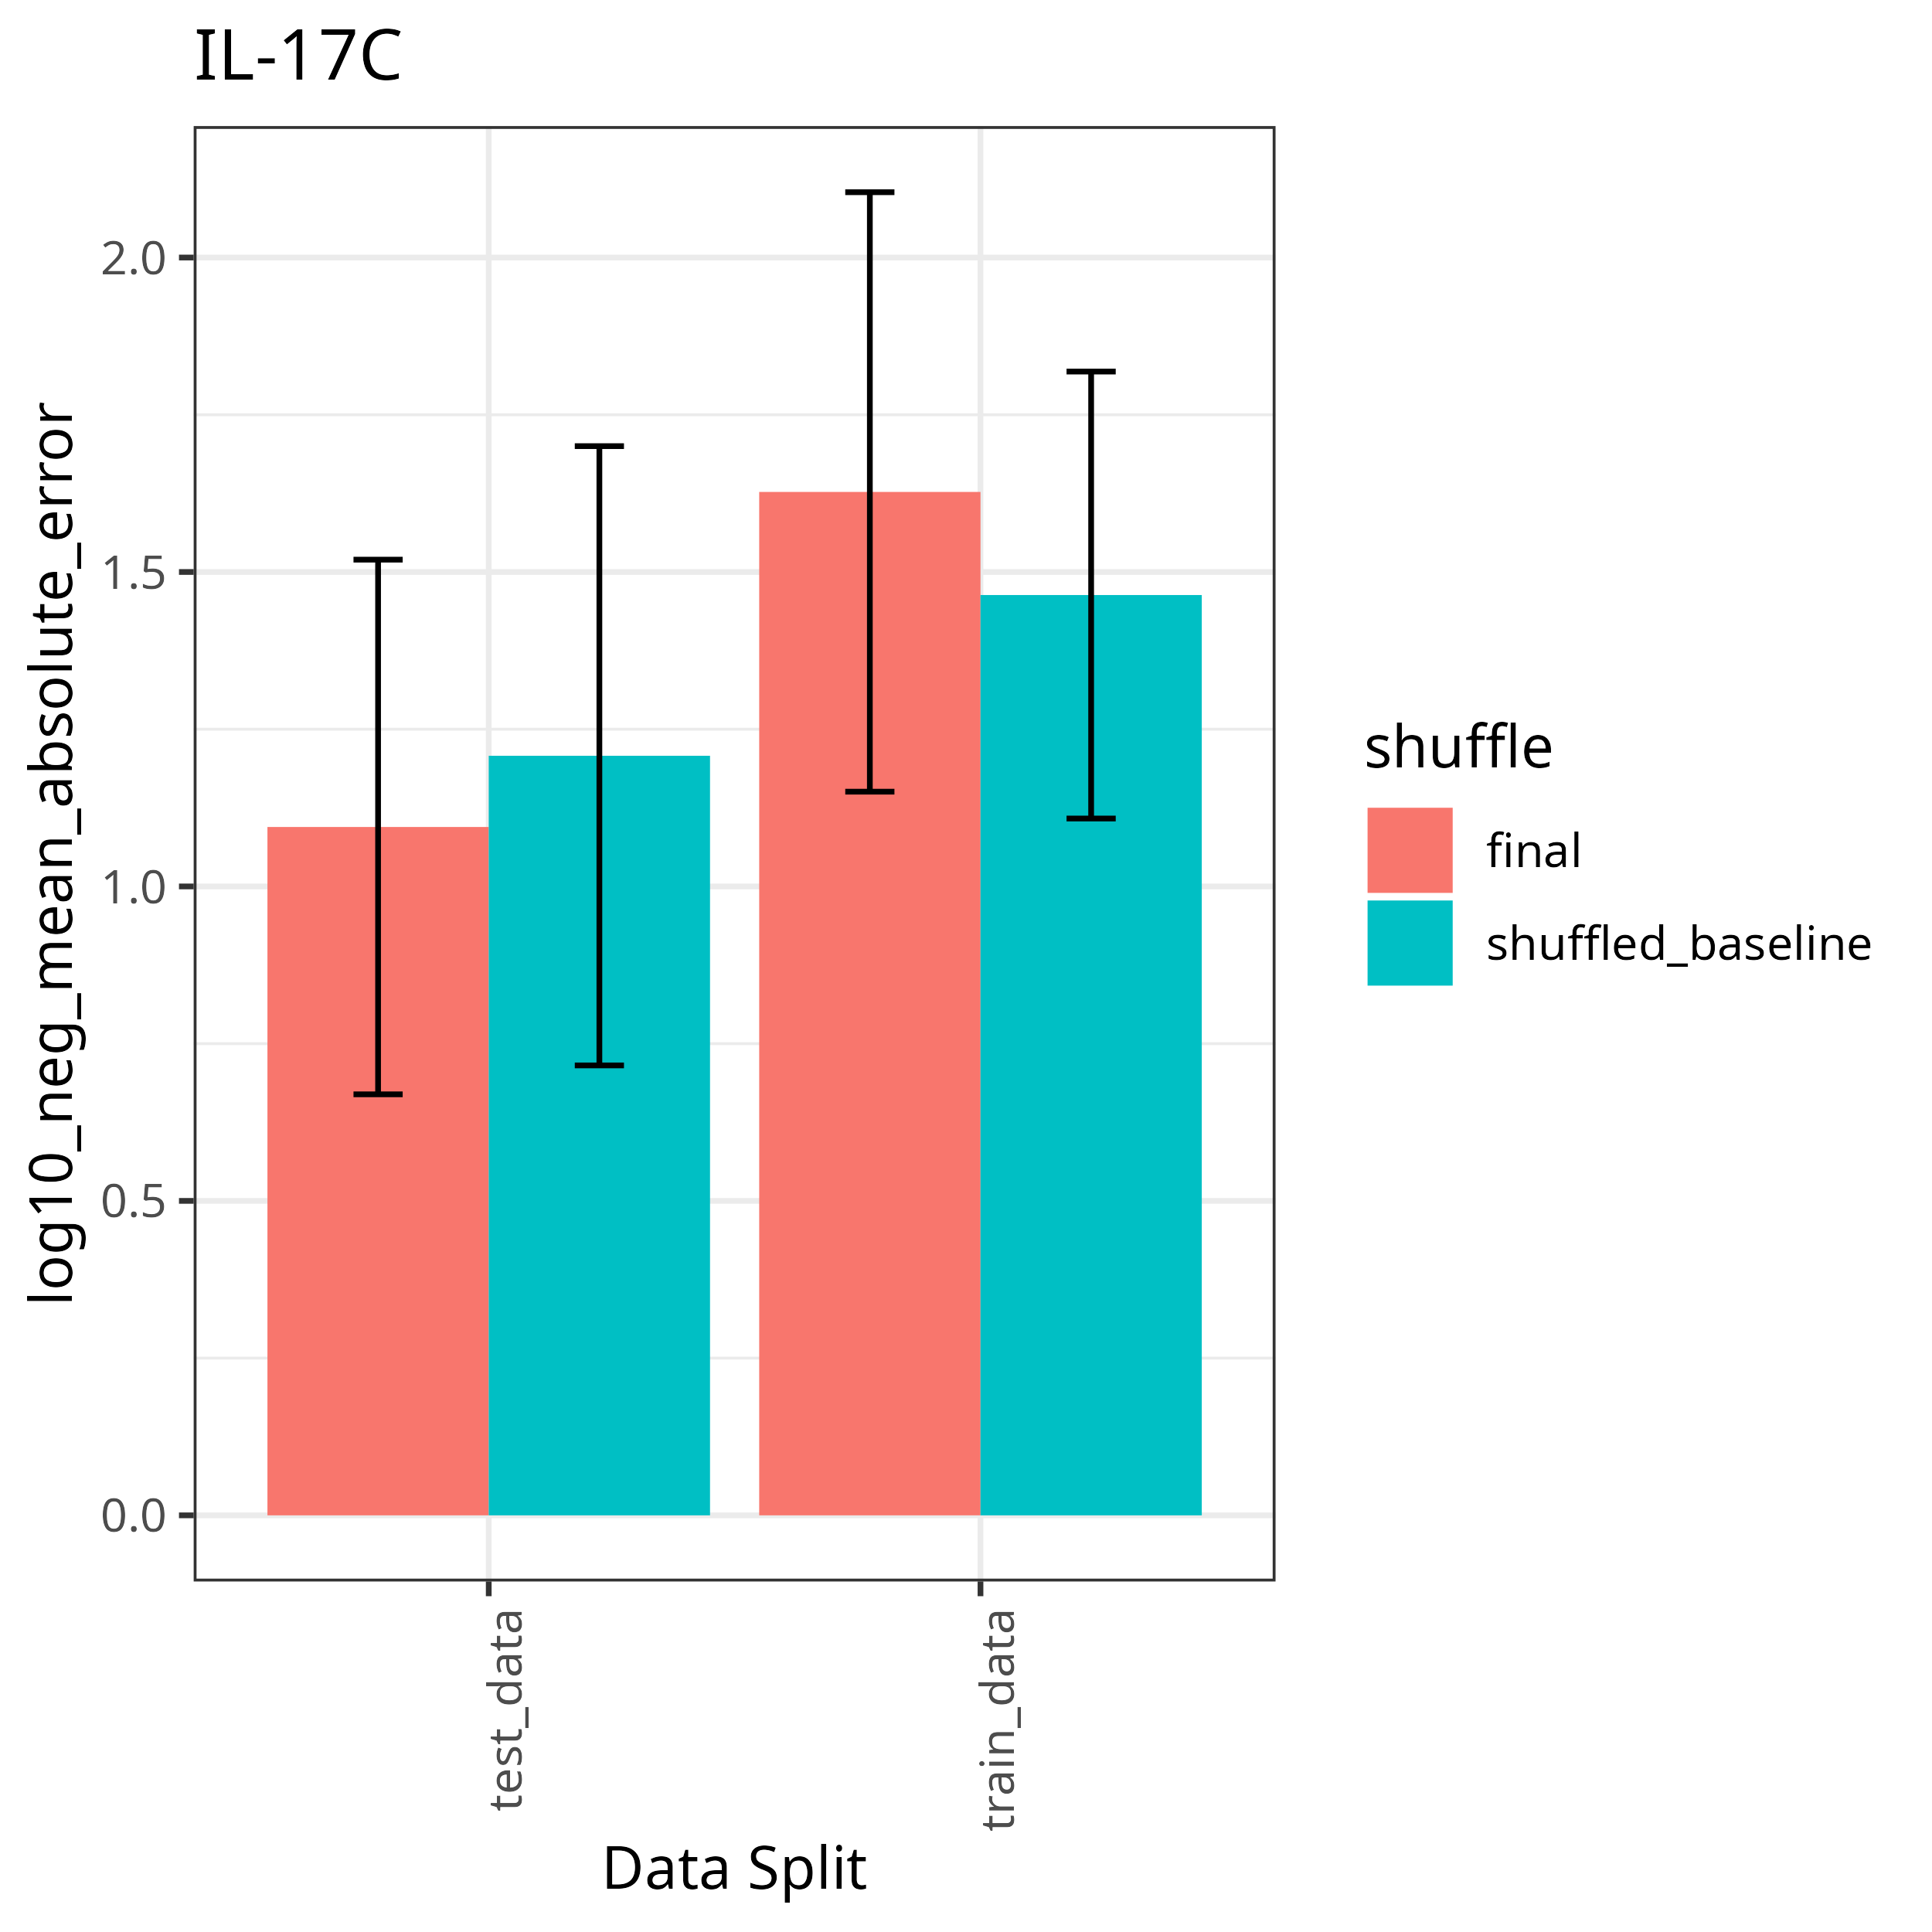 IL-17C
log10_neg_mean_absolute_error
2.0
1.5
1.0
0.5
0.0
test_data
train_data
Data Split
shuffle
final
shuffled_baseline